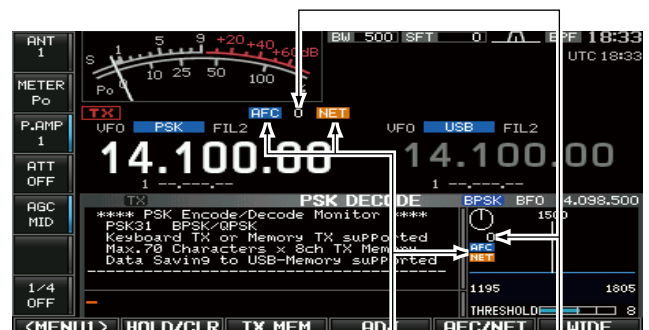 ANT
1
METER
Po
P.AMP
1
ATT
OFF
AGC
MID
1/4
OFF
S 1 5 9 +20 +40 +60dB
Po 0 10 25 50 100
BW 500 SFT 0 BPF 18:33
UTC 18:33
TX
AFC 0 NET
VFO PSK FIL2
14.100.00
1 --.---.--
VFO USB FIL2
14.100.00
1 --.---.--
TX PSK DECODE
**** PSK Encode/Decode Monitor ****
PSK31 BPSK/QPSK
Keyboard TX or Memory TX supported
Max.70 Characters x 8ch TX Memory
Data Saving to USB-Memory supported
BPSK BFO 4.098.500
1500
0
AFC
NET
1195 1805
THRESHOLD 8
<MENU1> HOLD/CLR TX MEM ADJ AFC/NET WIDE